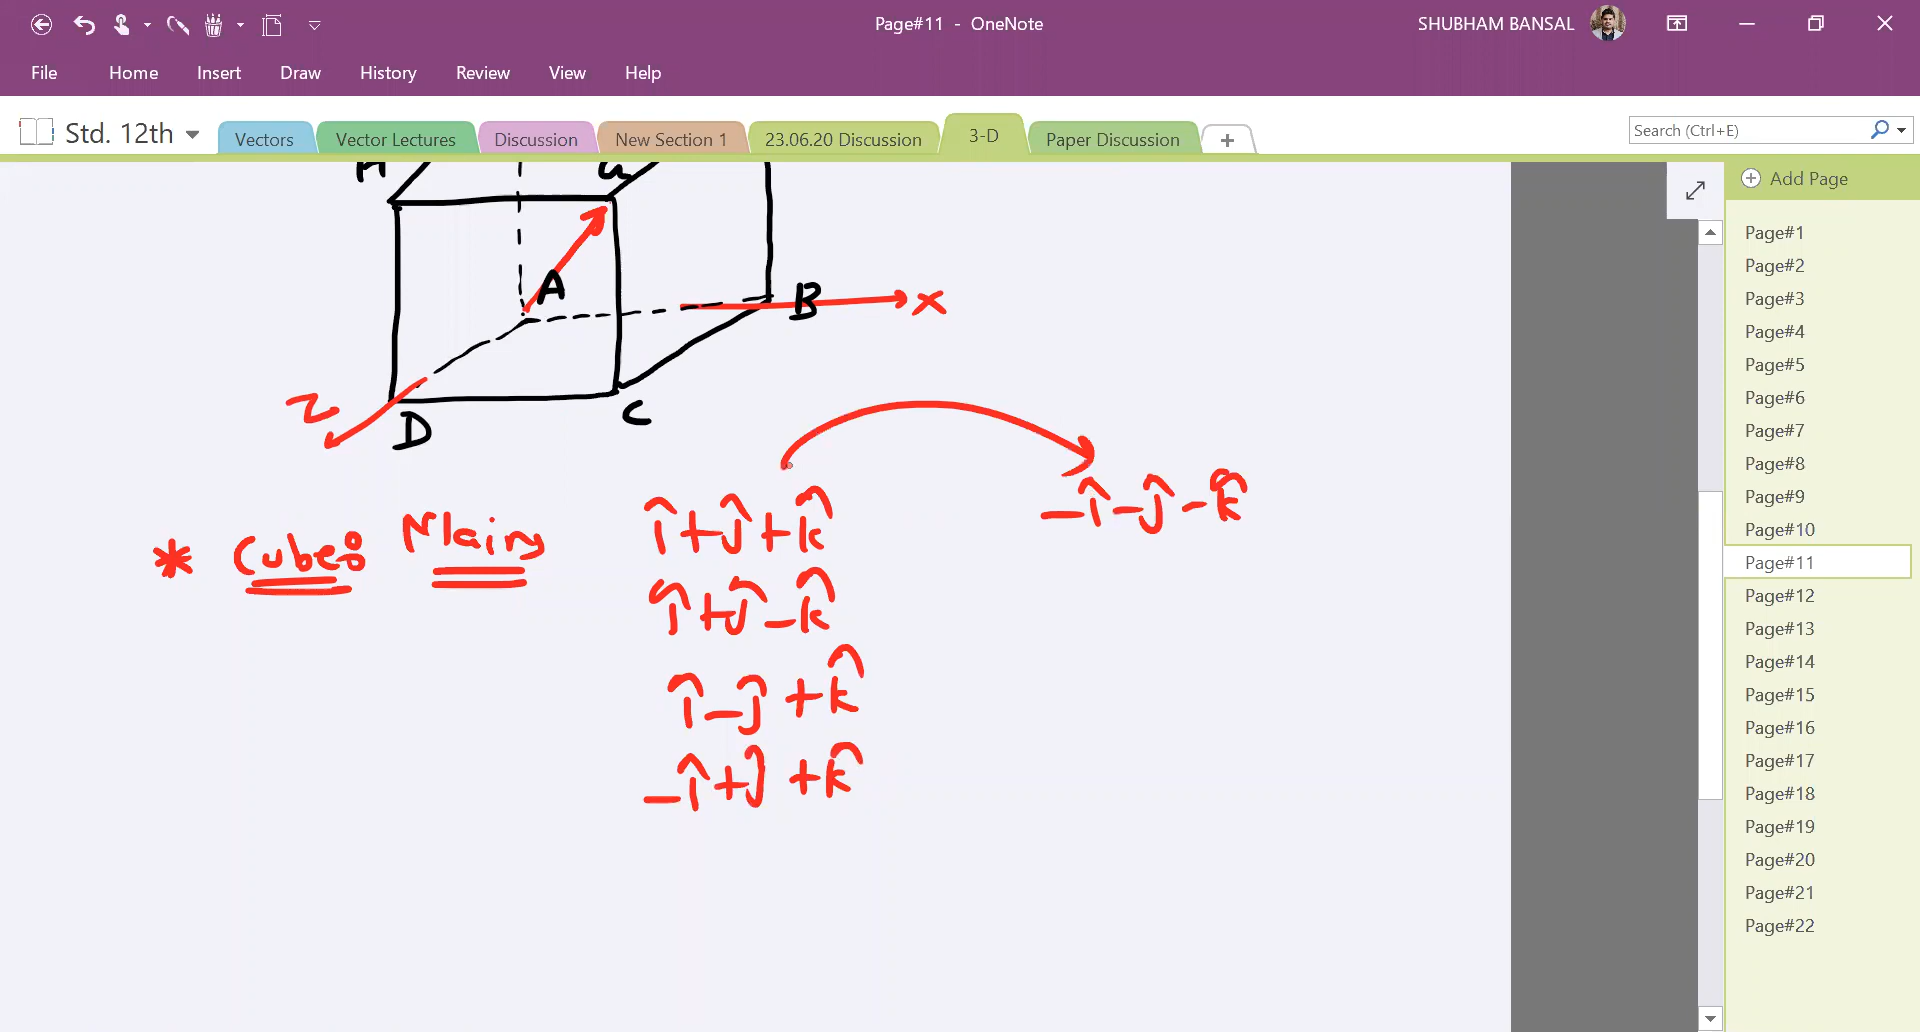 Page#11 - OneNote
SHUBHAM BANSAL
File Home Insert Draw History Review View Help
Std. 12th
Vectors
Vector Lectures
Discussion
New Section 1
23.06.20 Discussion
3-D
Paper Discussion
+
Search (Ctrl+E)
Add Page
Page#1
Page#2
Page#3
Page#4
Page#5
Page#6
Page#7
Page#8
Page#9
Page#10
Page#11
Page#12
Page#13
Page#14
Page#15
Page#16
Page#17
Page#18
Page#19
Page#20
Page#21
Page#22
H
G
A
B
x
z
D
C
* Cubes Mains
î+ĵ+k̂
-î-ĵ-k̂
î+ĵ-k̂
î-ĵ+k̂
-î+ĵ+k̂